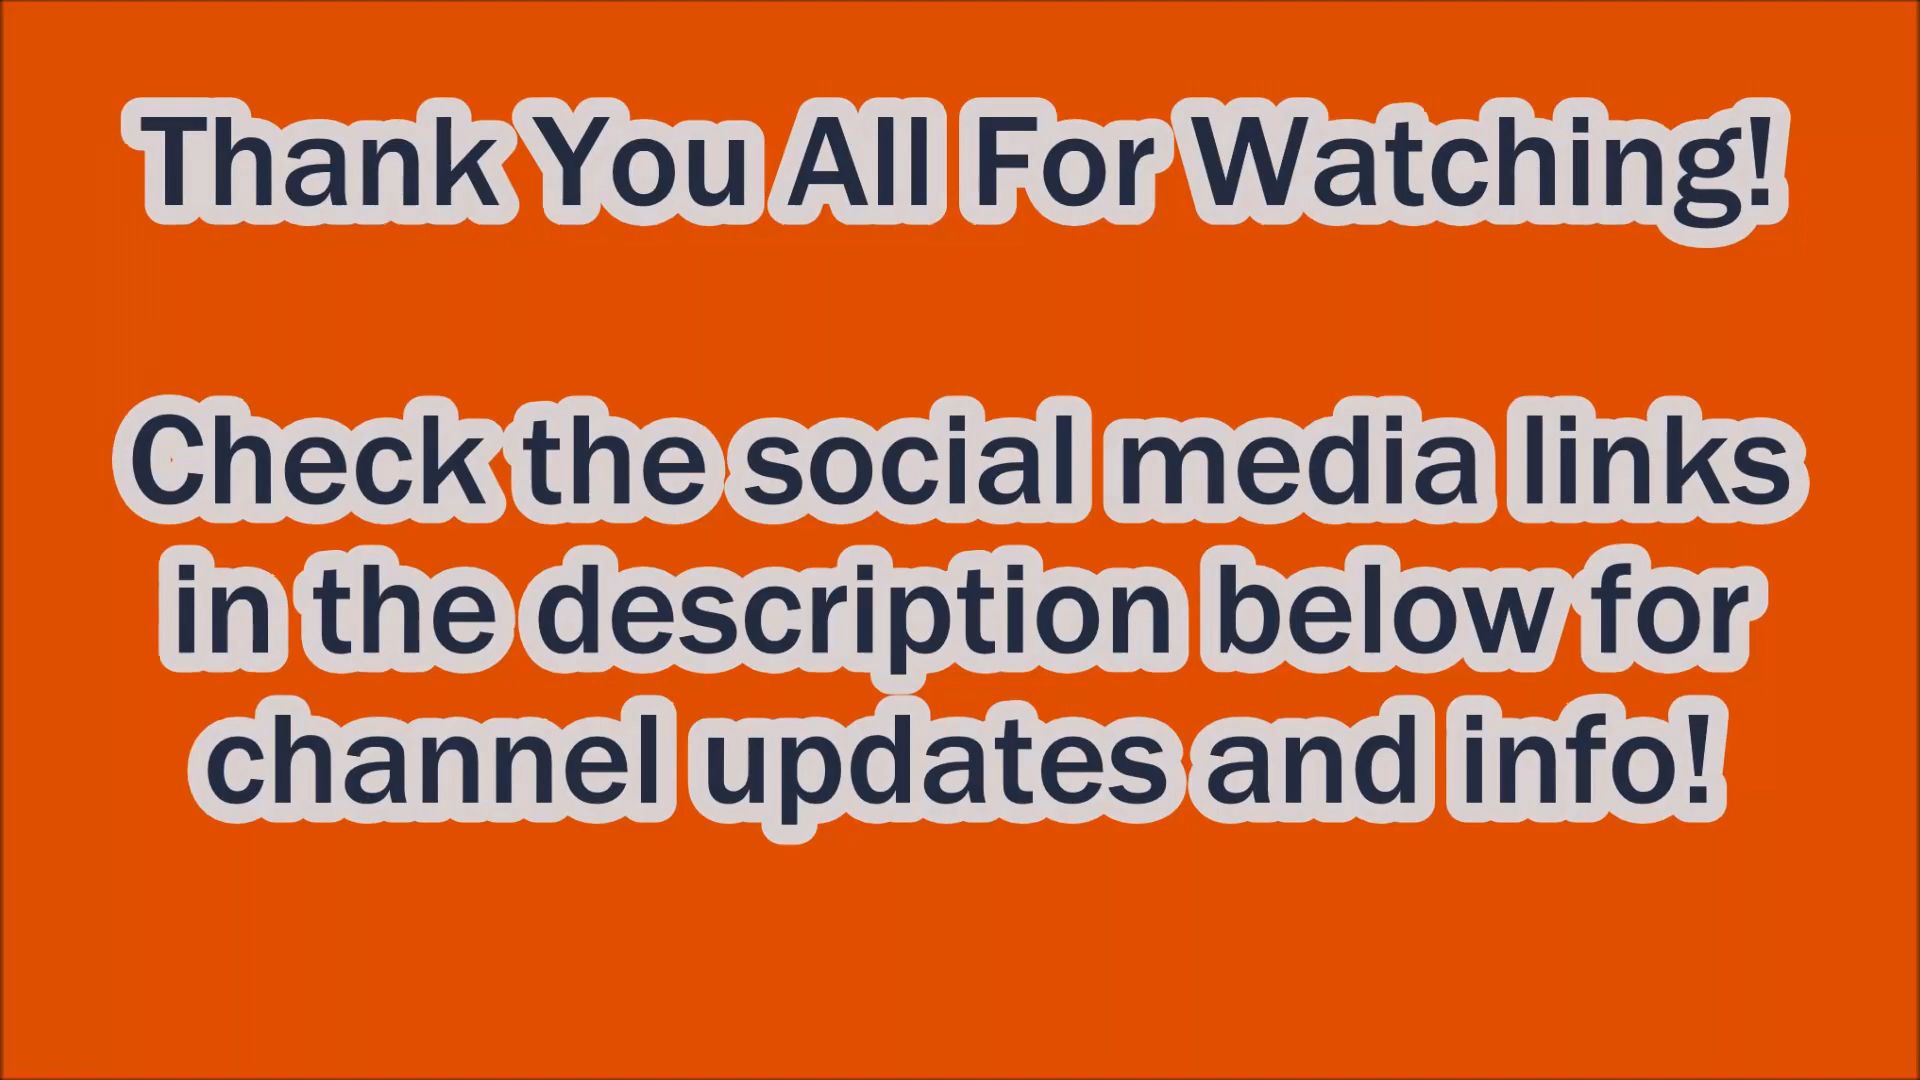 Thank You All For Watching!
Check the social media links
in the description below for
channel updates and info!